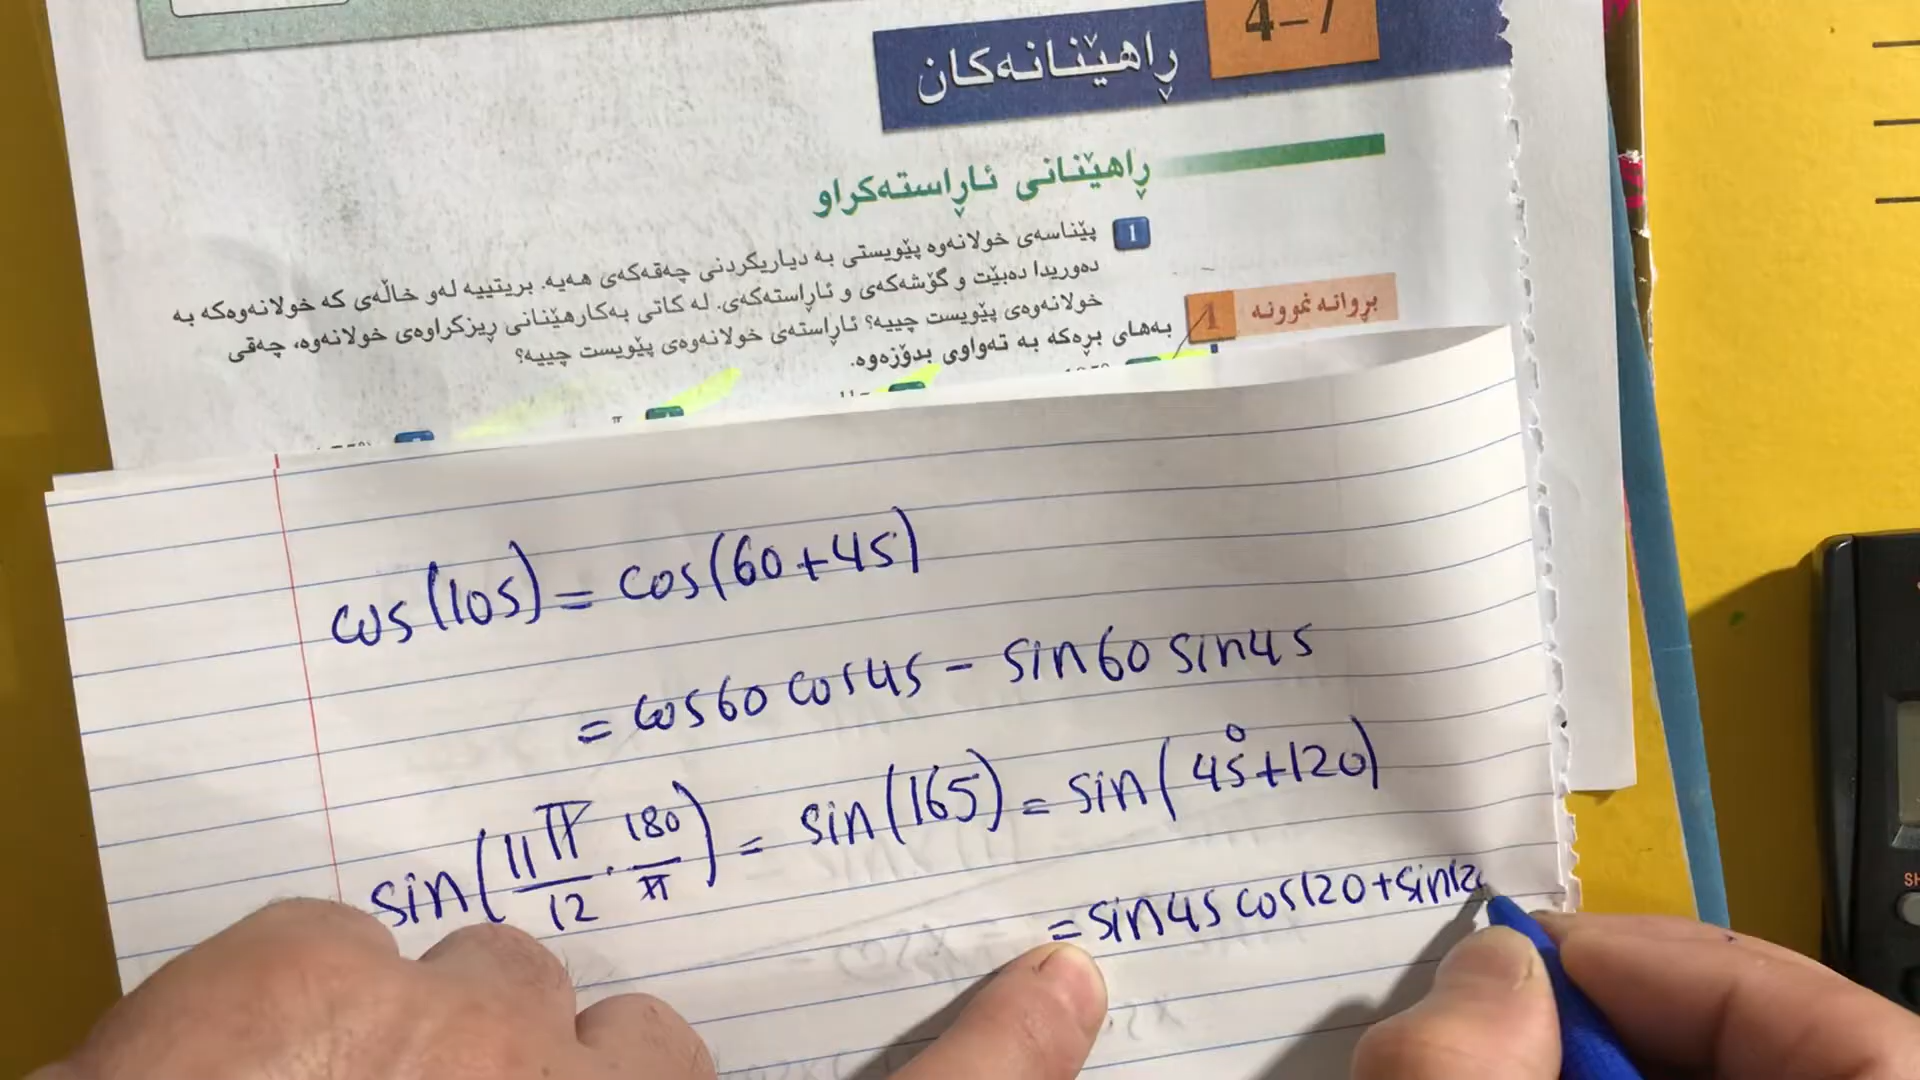 4-7
ڕاهێنانەکان
ڕاهێنانی ئاڕاستەکراو
1 پێناسەی خولانەوە پێویستی بە دیاریکردنی چەقەکەی هەیە. بریتییە لەو خاڵەی کە خولانەوەکە بە
دەوریدا دەبێت و گۆشەکەی و ئاڕاستەکەی. لە کاتی بەکارهێنانی ڕیزکراوەی خولانەوە، چەقی
خولانەوەی پێویست چییە؟ ئاڕاستەی خولانەوەی پێویست چییە؟
بڕوانە نموونە 1
بەهای بڕەکە بە تەواوی بدۆزەوە.
cos(105) = cos(60+45)
= cos60 cos45 - sin60 sin45
sin(11π/12 · 180/π) = sin(165) = sin(45°+120)
= sin45 cos120 + sin12